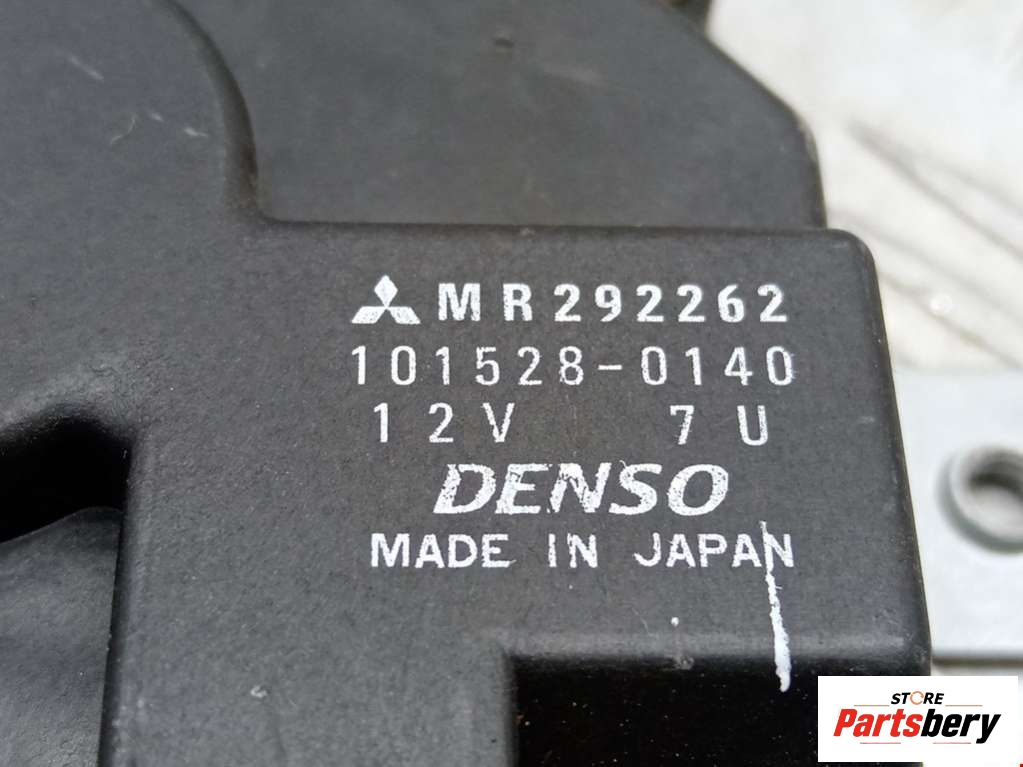 MR292262
101528-0140
12V 7U
DENSO
MADE IN JAPAN
STORE
Partsbery